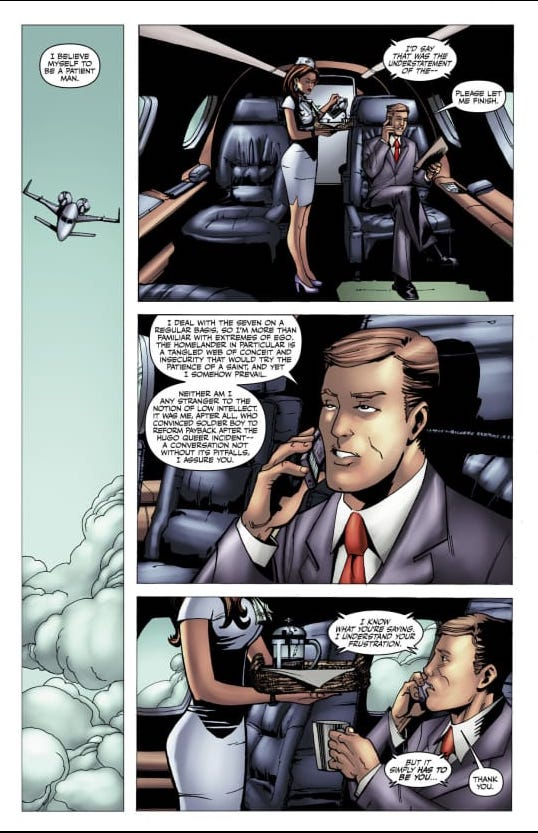 I BELIEVE
MYSELF TO
BE A PATIENT
MAN.
I'D SAY
THAT WAS THE
UNDERSTATEMENT
OF THE--
PLEASE LET
ME FINISH.
I DEAL WITH THE SEVEN ON A
REGULAR BASIS, SO I'M MORE THAN
FAMILIAR WITH EXTREMES OF EGO.
THE HOMELANDER IN PARTICULAR IS
A TANGLED WEB OF CONCEIT AND
INSECURITY THAT WOULD TRY THE
PATIENCE OF A SAINT, AND YET
I SOMEHOW PREVAIL.
NEITHER AM I
ANY STRANGER TO THE
NOTION OF LOW INTELLECT.
IT WAS ME, AFTER ALL, WHO
CONVINCED SOLDIER BOY TO
REFORM PAYBACK AFTER THE
HUGO QUEER INCIDENT--
A CONVERSATION NOT
WITHOUT ITS PITFALLS,
I ASSURE YOU.
I KNOW
WHAT YOU'RE SAYING.
I UNDERSTAND YOUR
FRUSTRATION.
BUT IT
SIMPLY HAS TO
BE YOU...
THANK
YOU.